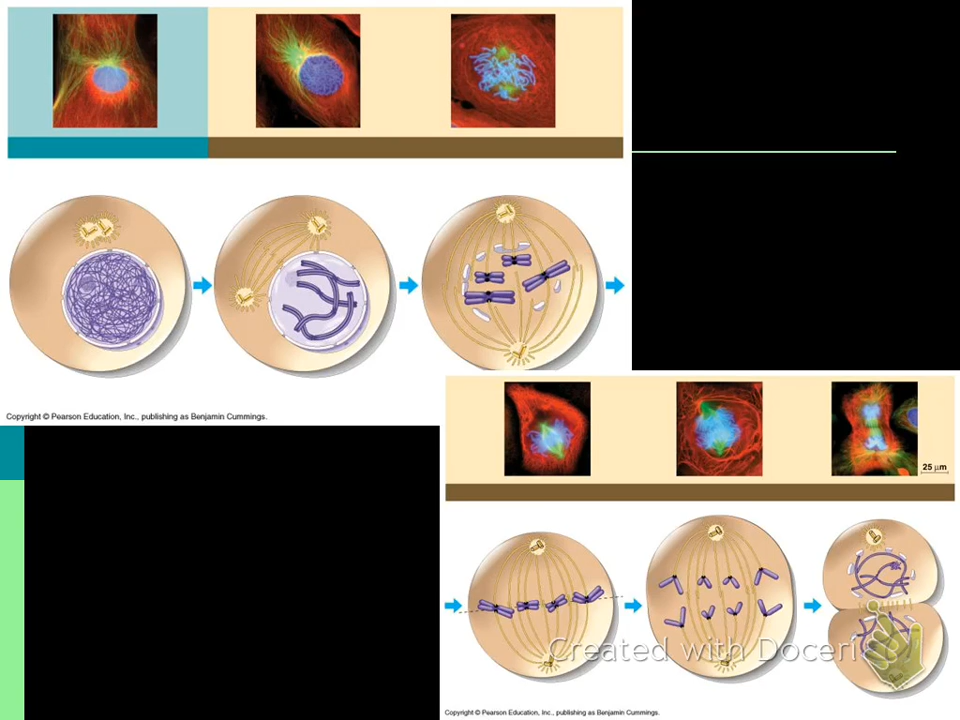 Copyright © Pearson Education, Inc., publishing as Benjamin Cummings.
25 μm
Created with Doceri
Copyright © Pearson Education, Inc., publishing as Benjamin Cummings.